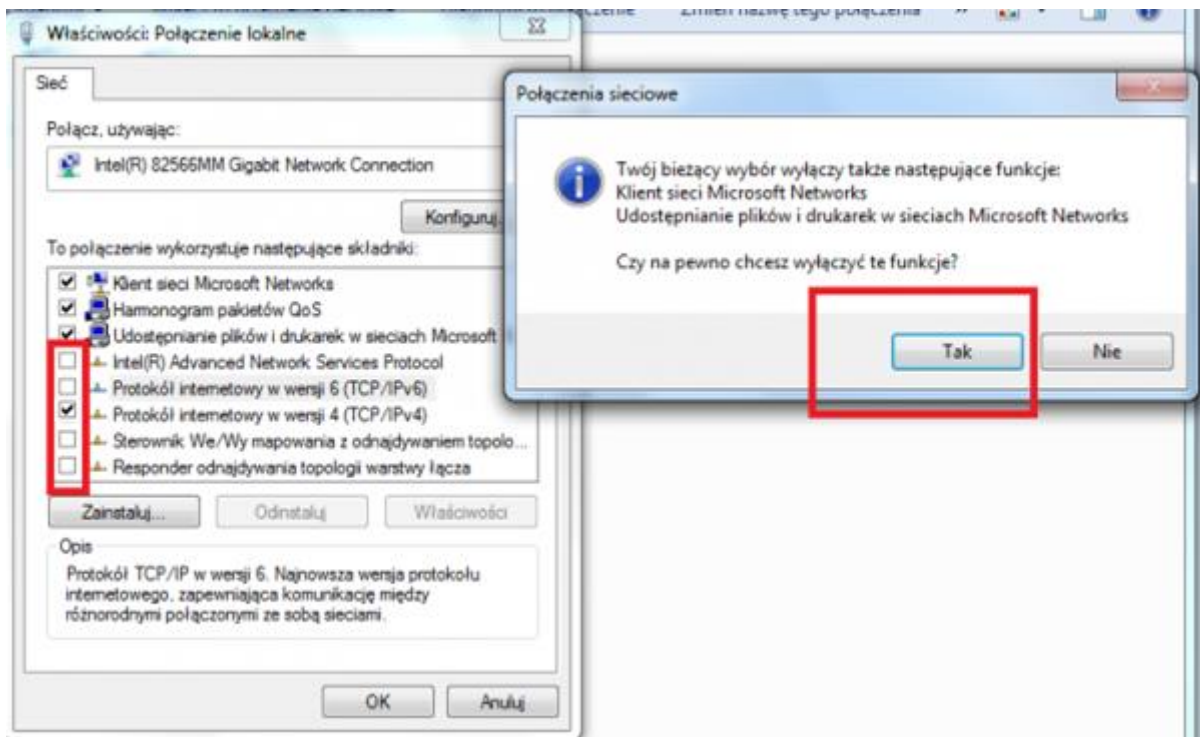 Zmień nazwę tego połączenia »
Właściwości: Połączenie lokalne
Sieć
Połącz, używając:
Intel(R) 82566MM Gigabit Network Connection
Konfiguruj...
To połączenie wykorzystuje następujące składniki:
Klient sieci Microsoft Networks
Harmonogram pakietów QoS
Udostępnianie plików i drukarek w sieciach Microsoft
Intel(R) Advanced Network Services Protocol
Protokół internetowy w wersji 6 (TCP/IPv6)
Protokół internetowy w wersji 4 (TCP/IPv4)
Sterownik We/Wy mapowania z odnajdywaniem topolo...
Responder odnajdywania topologii warstwy łącza
Zainstaluj...
Odinstaluj
Właściwości
Opis
Protokół TCP/IP w wersji 6. Najnowsza wersja protokołu
internetowego, zapewniająca komunikację między
różnorodnymi połączonymi ze sobą sieciami.
OK
Anuluj
Połączenia sieciowe
Twój bieżący wybór wyłączy także następujące funkcje:
Klient sieci Microsoft Networks
Udostępnianie plików i drukarek w sieciach Microsoft Networks
Czy na pewno chcesz wyłączyć te funkcje?
Tak
Nie